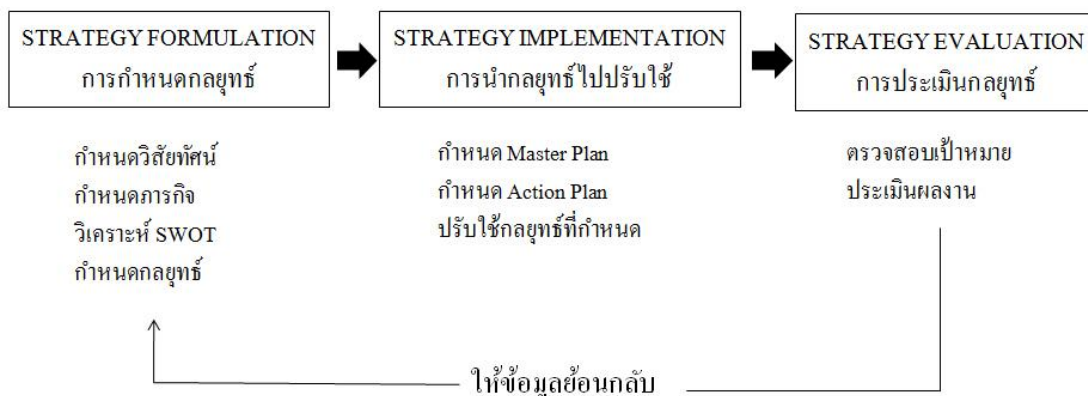 STRATEGY FORMULATION
การกำหนดกลยุทธ์
STRATEGY IMPLEMENTATION
การนำกลยุทธ์ไปปรับใช้
STRATEGY EVALUATION
การประเมินกลยุทธ์
กำหนดวิสัยทัศน์
กำหนดภารกิจ
วิเคราะห์ SWOT
กำหนดกลยุทธ์
กำหนด Master Plan
กำหนด Action Plan
ปรับใช้กลยุทธ์ที่กำหนด
ตรวจสอบเป้าหมาย
ประเมินผลงาน
ให้ข้อมูลย้อนกลับ